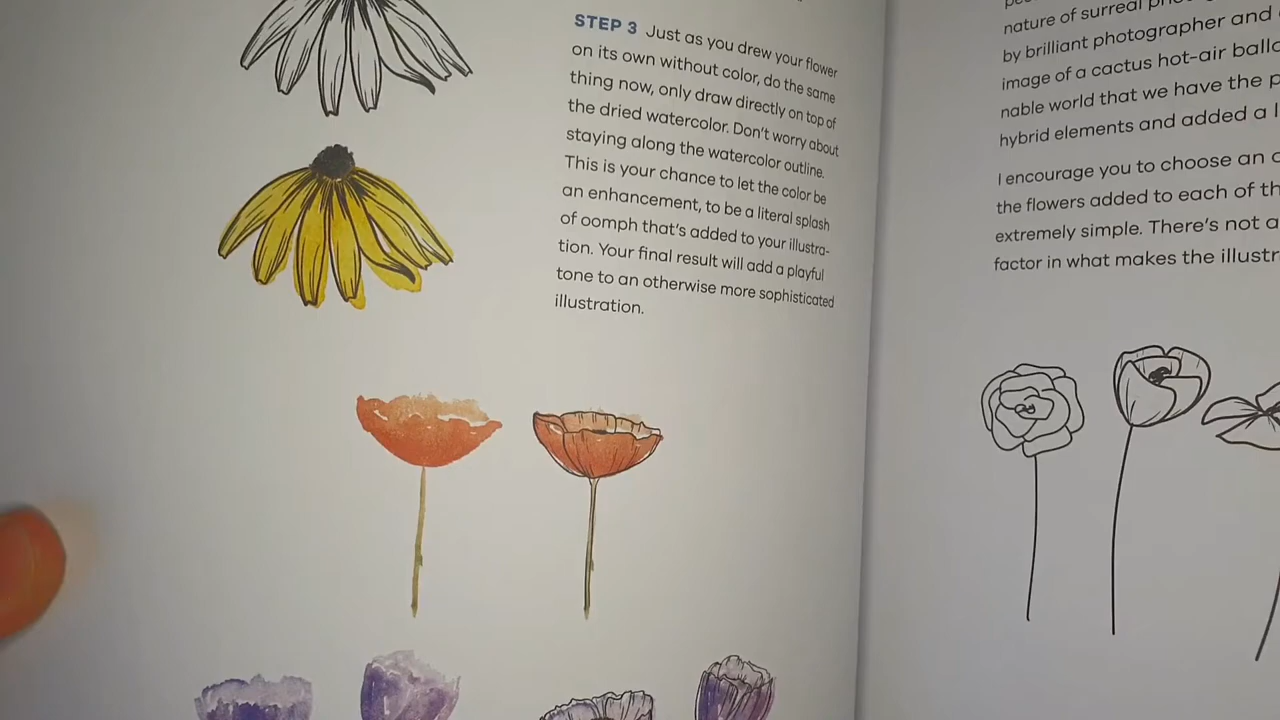 STEP 3 Just as you drew your flower
on its own without color, do the same
thing now, only draw directly on top of
the dried watercolor. Don't worry about
staying along the watercolor outline.
This is your chance to let the color be
an enhancement, to be a literal splash
of oomph that's added to your illustra-
tion. Your final result will add a playful
tone to an otherwise more sophisticated
illustration.
nature of surreal
by brilliant photographer and
image of a cactus hot-air
nable world that we have the
hybrid elements and added a
I encourage you to choose an
the flowers added to each of
extremely simple. There's not a
factor in what makes the